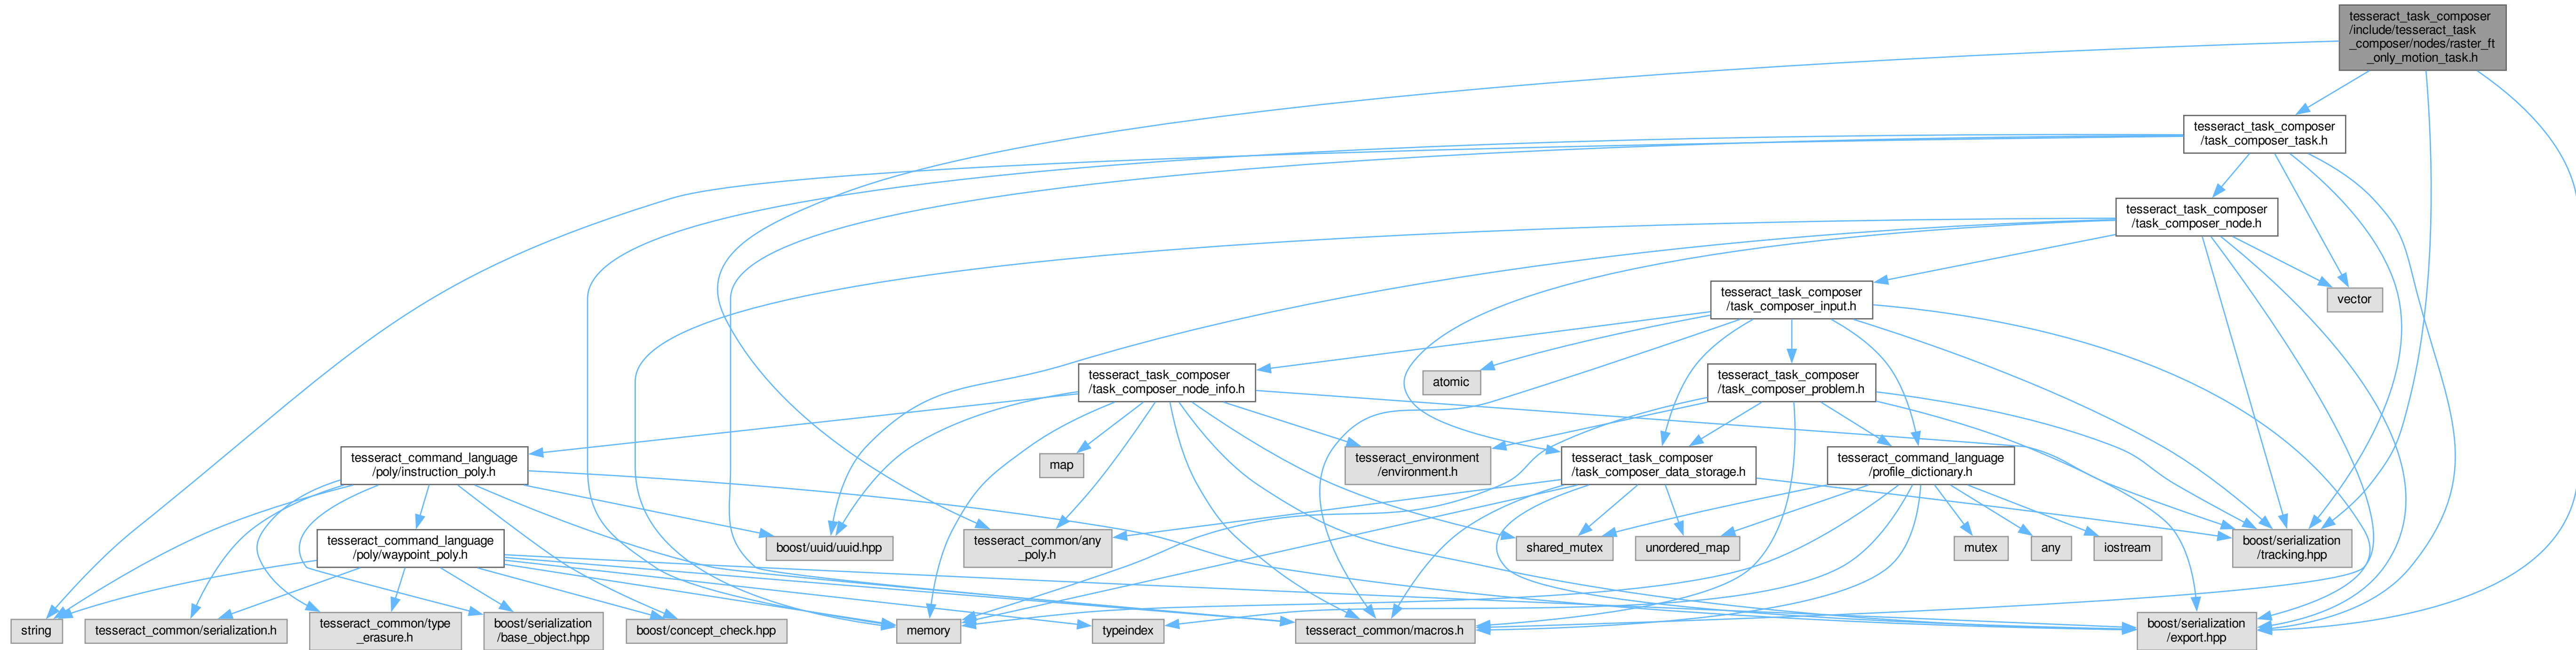 tesseract_task_composer
/include/tesseract_task
_composer/nodes/raster_ft
_only_motion_task.h
tesseract_task_composer
/task_composer_task.h
tesseract_task_composer
/task_composer_node.h
tesseract_task_composer
/task_composer_input.h
vector
tesseract_task_composer
/task_composer_node_info.h
atomic
tesseract_task_composer
/task_composer_problem.h
tesseract_command_language
/poly/instruction_poly.h
map
tesseract_environment
/environment.h
tesseract_task_composer
/task_composer_data_storage.h
tesseract_command_language
/profile_dictionary.h
tesseract_command_language
/poly/waypoint_poly.h
boost/uuid/uuid.hpp
tesseract_common/any
_poly.h
shared_mutex
unordered_map
mutex
any
iostream
boost/serialization
/tracking.hpp
string
tesseract_common/serialization.h
tesseract_common/type
_erasure.h
boost/serialization
/base_object.hpp
boost/concept_check.hpp
memory
typeindex
tesseract_common/macros.h
boost/serialization
/export.hpp